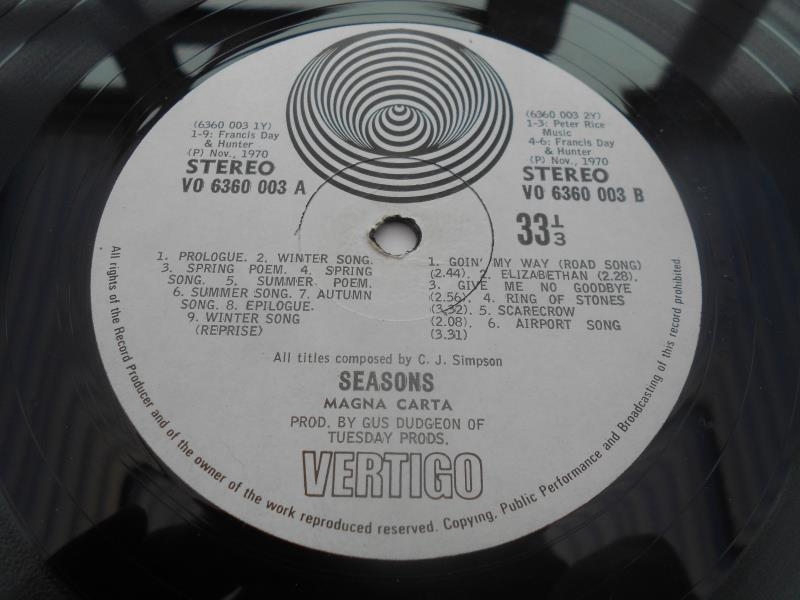 (6360 003 1Y)
1-9: Francis Day
& Hunter
(P) Nov., 1970
STEREO
VO 6360 003 A
(6360 003 2Y)
1-3: Peter Rice
Music
4-6: Francis Day
& Hunter
(P) Nov., 1970
STEREO
VO 6360 003 B
33 1/3
1. PROLOGUE. 2. WINTER SONG.
3. SPRING POEM. 4. SPRING
SONG. 5. SUMMER POEM.
6. SUMMER SONG. 7. AUTUMN
SONG. 8. EPILOGUE.
9. WINTER SONG
(REPRISE)
1. GOIN' MY WAY (ROAD SONG)
(2.44). 2. ELIZABETHAN (2.28).
3. GIVE ME NO GOODBYE
(2.56). 4. RING OF STONES
(3.32) 5. SCARECROW
(2.08). 6. AIRPORT SONG
(3.31)
All titles composed by C. J. Simpson
SEASONS
MAGNA CARTA
PROD. BY GUS DUDGEON OF
TUESDAY PRODS.
VERTIGO
All rights of the Record Producer and of the owner of the work reproduced reserved. Copying, Public Performance and Broadcasting of this record prohibited.